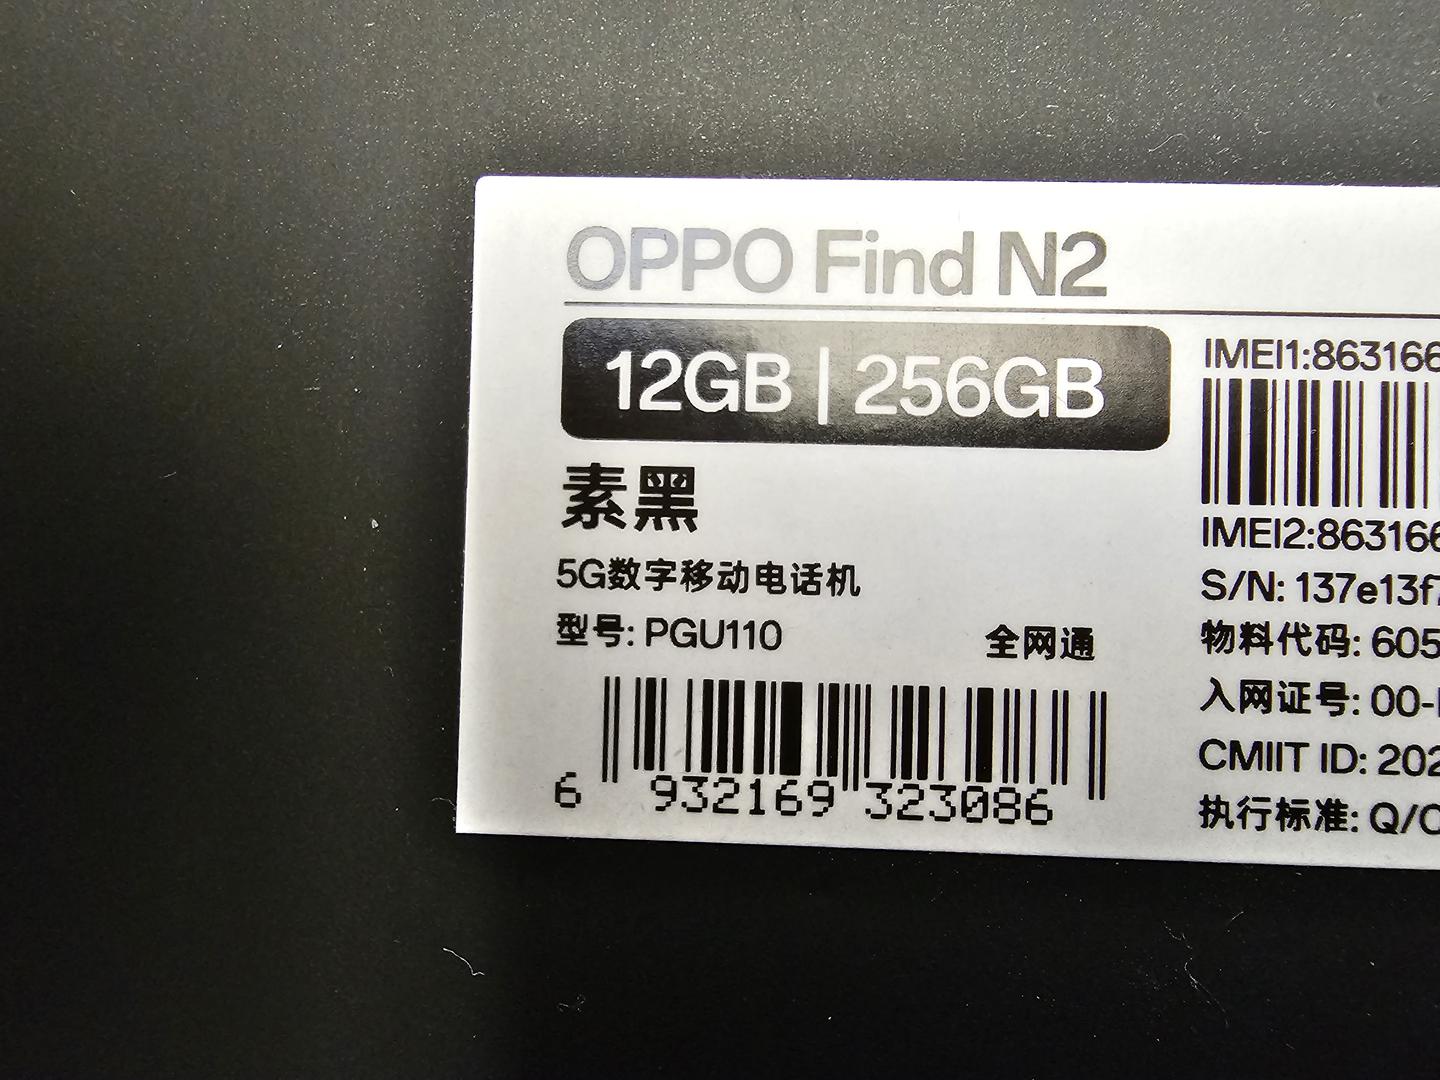 OPPO Find N2
12GB | 256GB
素黑
5G数字移动电话机
型号: PGU110 全网通
6 932169 323086
IMEI1:863166
IMEI2:863166
S/N: 137e13f7
物料代码: 605
入网证号: 00-
CMIIT ID: 202
执行标准: Q/O